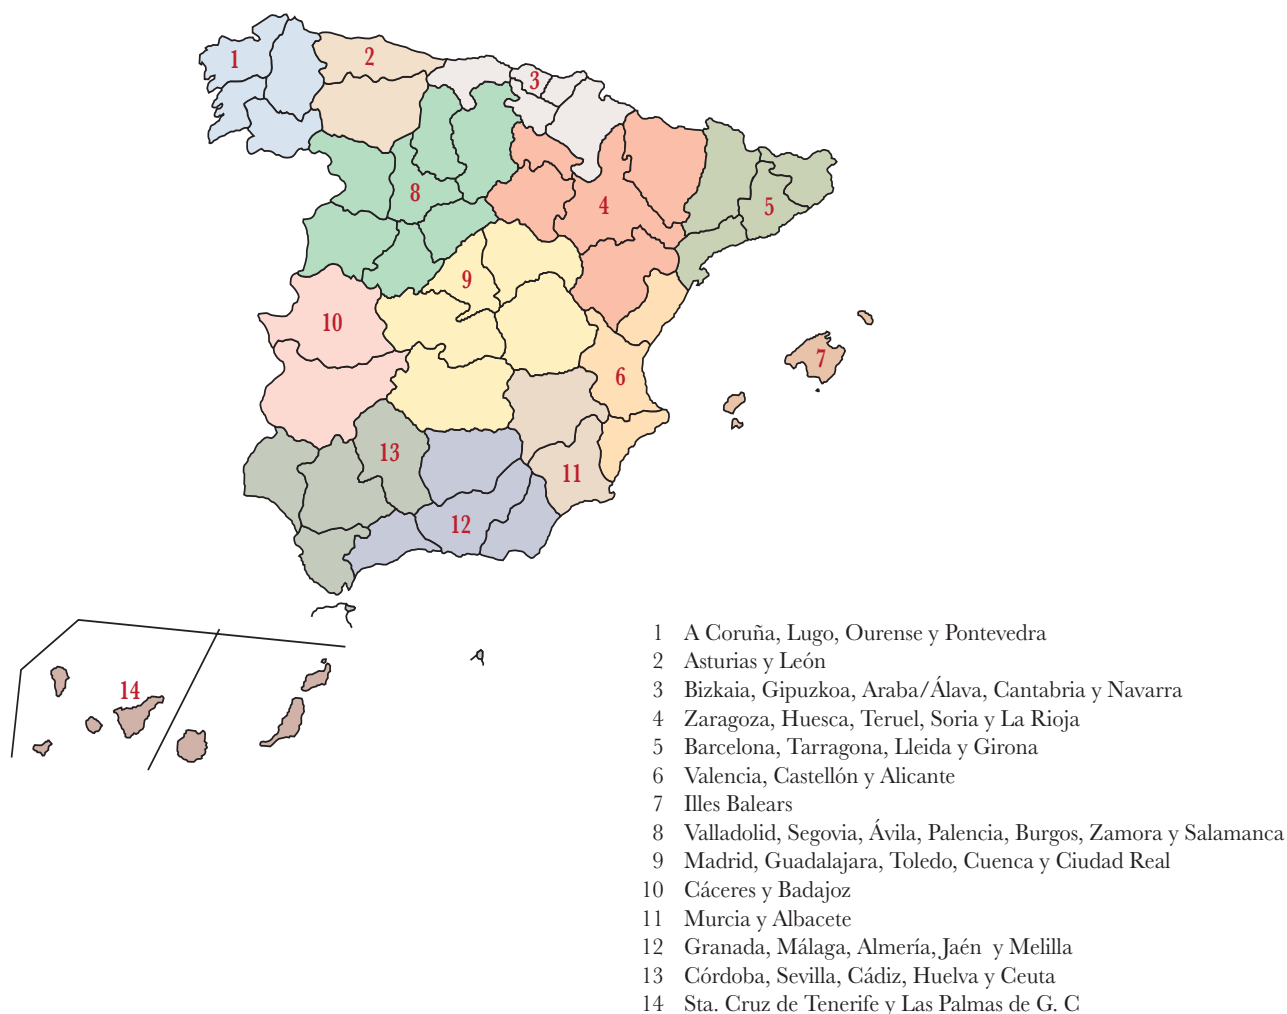 1
2
3
4
5
6
7
8
9
10
11
12
13
14
1 A Coruña, Lugo, Ourense y Pontevedra
2 Asturias y León
3 Bizkaia, Gipuzkoa, Araba/Álava, Cantabria y Navarra
4 Zaragoza, Huesca, Teruel, Soria y La Rioja
5 Barcelona, Tarragona, Lleida y Girona
6 Valencia, Castellón y Alicante
7 Illes Balears
8 Valladolid, Segovia, Ávila, Palencia, Burgos, Zamora y Salamanca
9 Madrid, Guadalajara, Toledo, Cuenca y Ciudad Real
10 Cáceres y Badajoz
11 Murcia y Albacete
12 Granada, Málaga, Almería, Jaén y Melilla
13 Córdoba, Sevilla, Cádiz, Huelva y Ceuta
14 Sta. Cruz de Tenerife y Las Palmas de G. C